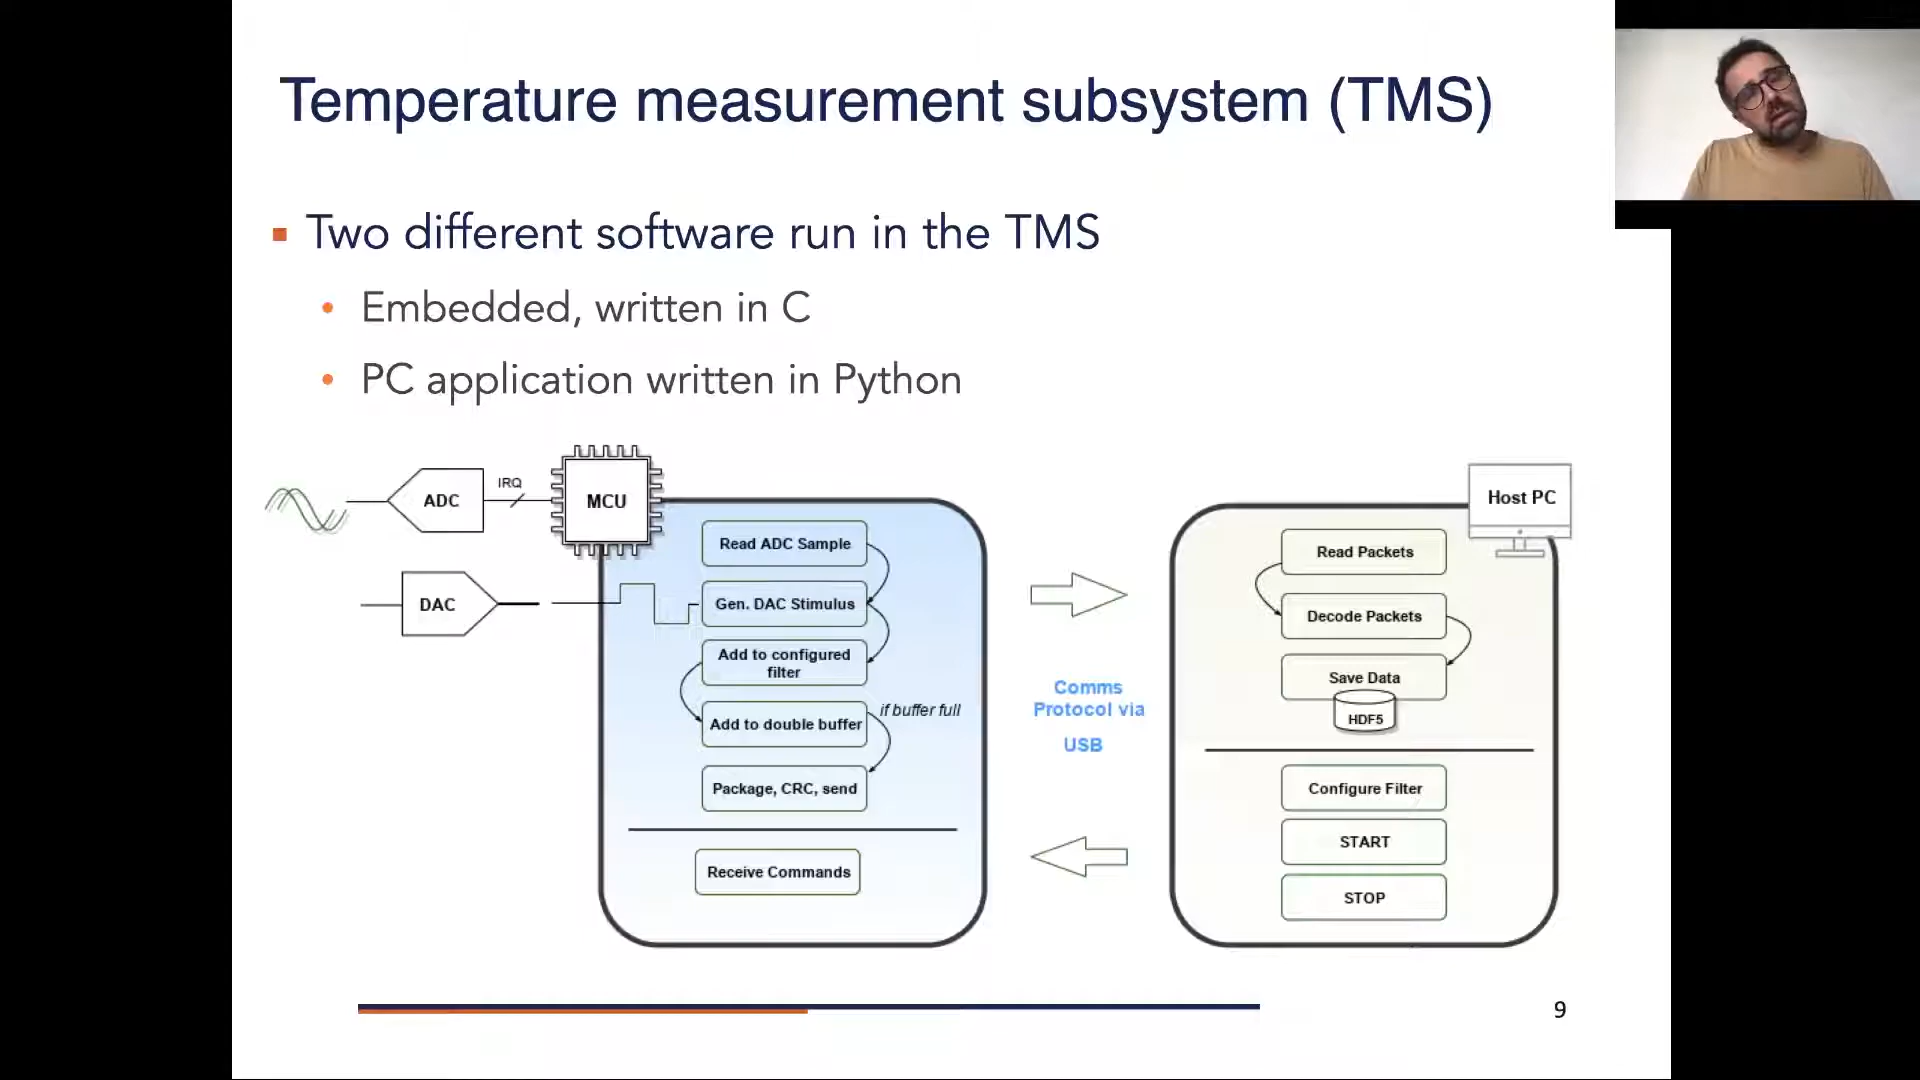 Temperature measurement subsystem (TMS)
Two different software run in the TMS
Embedded, written in C
PC application written in Python
ADC
IRQ
MCU
DAC
Read ADC Sample
Gen. DAC Stimulus
Add to configured
filter
Add to double buffer
if buffer full
Package, CRC, send
Receive Commands
Comms
Protocol via
USB
Host PC
Read Packets
Decode Packets
Save Data
HDF5
Configure Filter
START
STOP
9